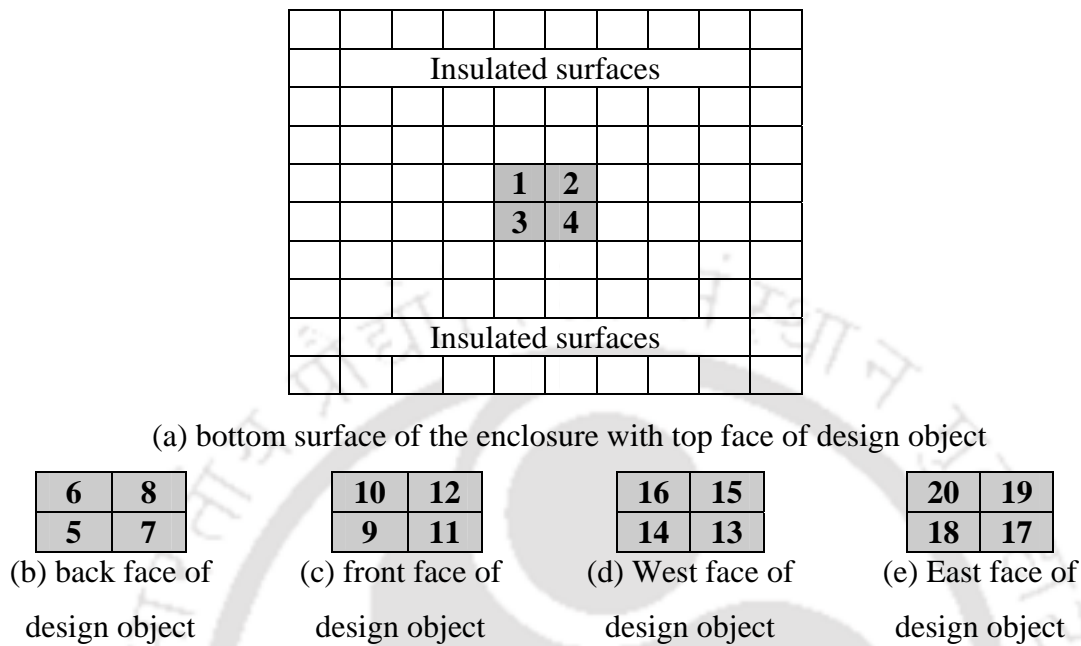 Insulated surfaces
1 2
3 4
Insulated surfaces
(a) bottom surface of the enclosure with top face of design object
6 8 10 12 16 15 20 19
5 7 9 11 14 13 18 17
(b) back face of (c) front face of (d) West face of (e) East face of
design object design object design object design object